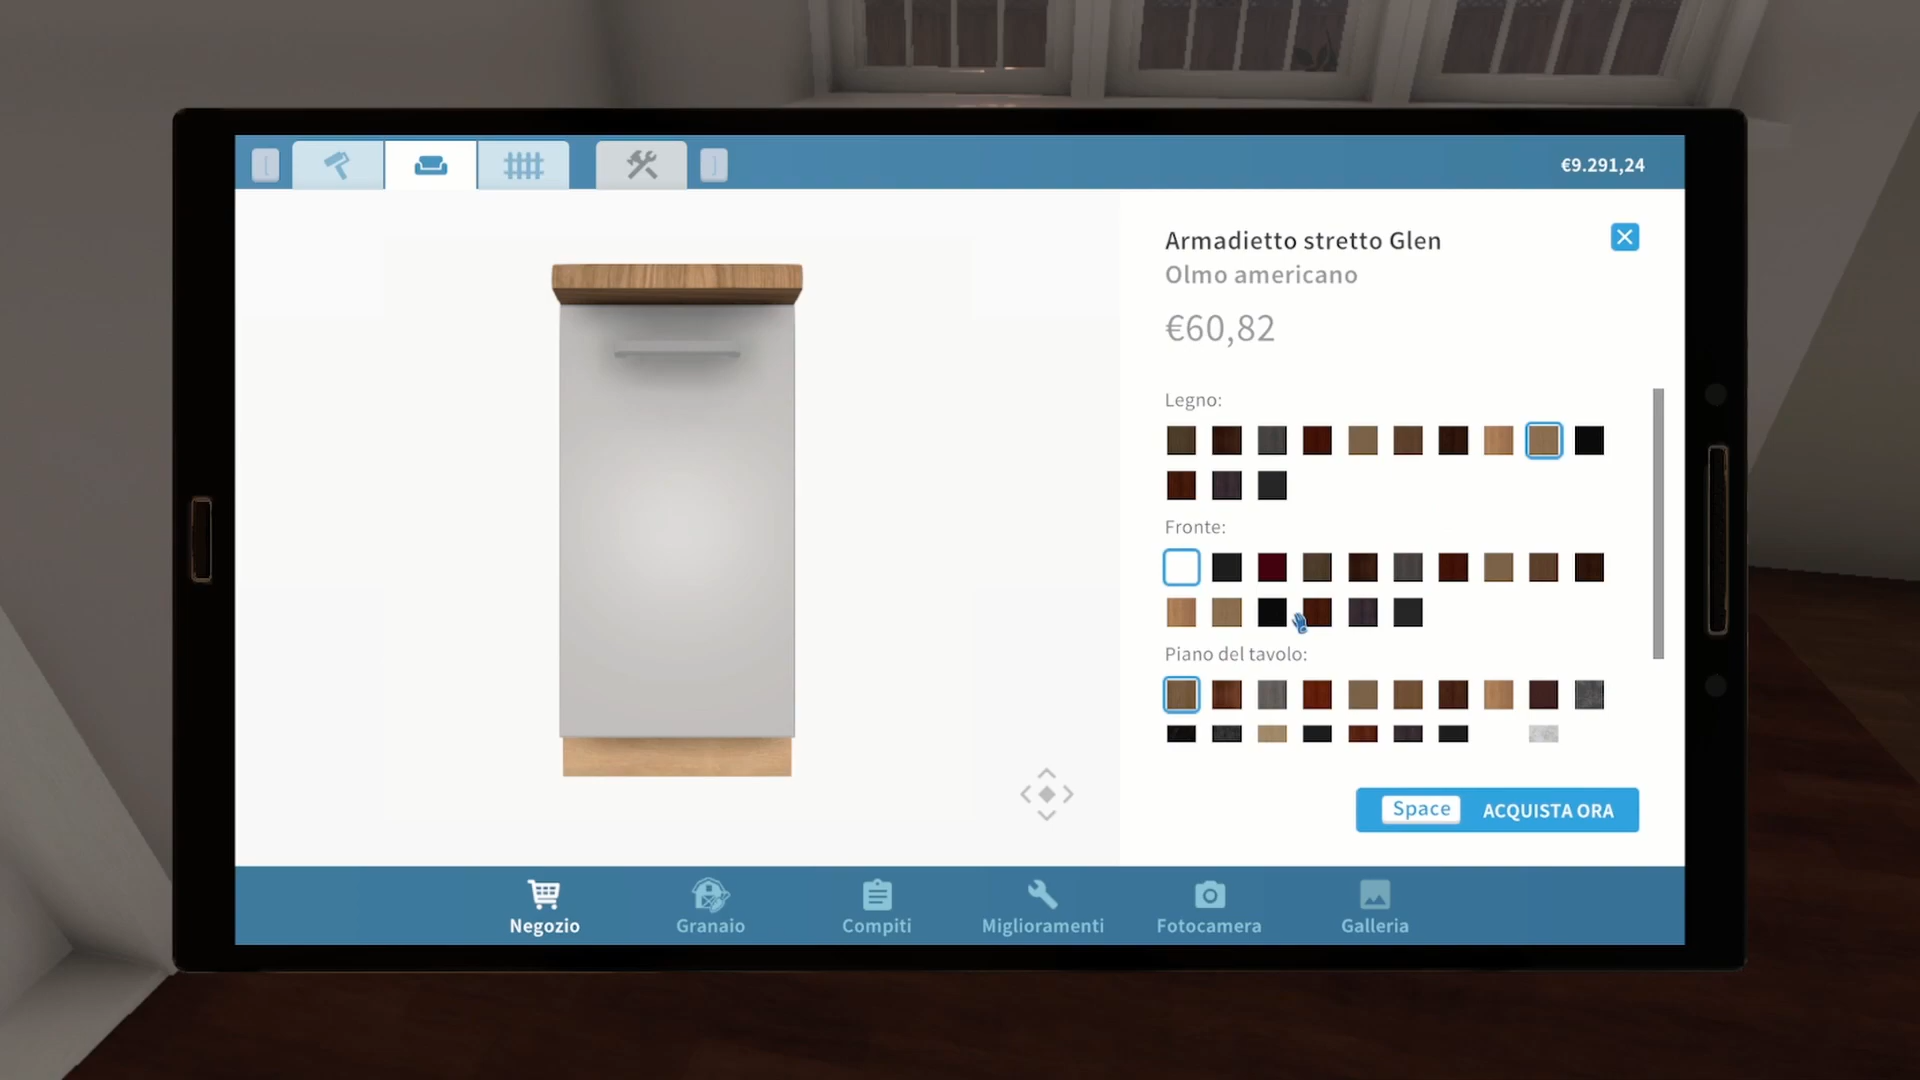 €9.291,24
Armadietto stretto Glen
Olmo americano
€60,82
Legno:
Fronte:
Piano del tavolo:
Space ACQUISTA ORA
Negozio
Granaio
Compiti
Miglioramenti
Fotocamera
Galleria